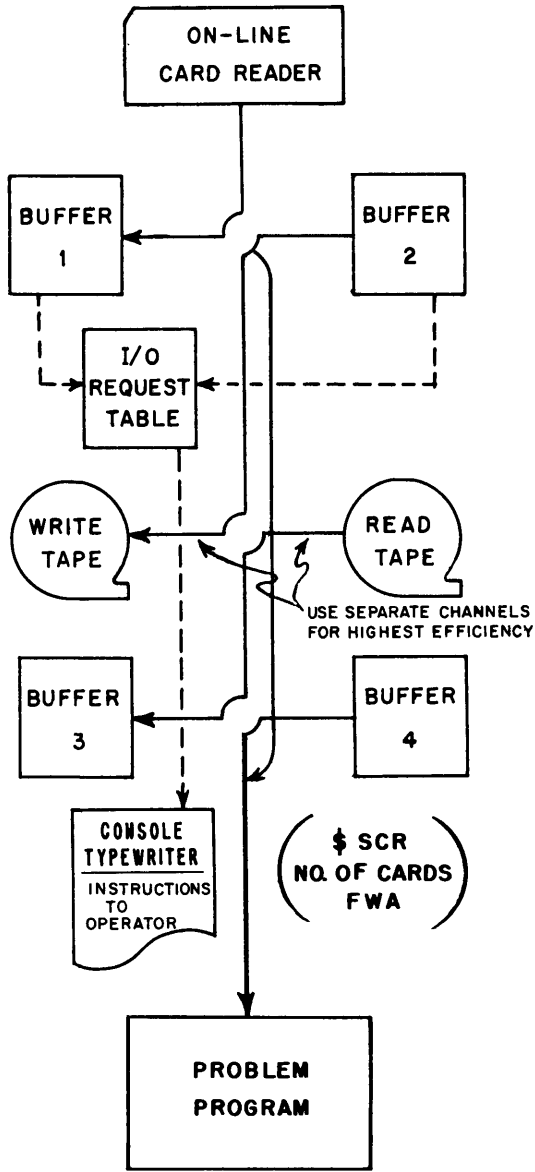 ON-LINE
CARD READER
BUFFER
1
BUFFER
2
I/O
REQUEST
TABLE
WRITE
TAPE
READ
TAPE
USE SEPARATE CHANNELS
FOR HIGHEST EFFICIENCY
BUFFER
3
BUFFER
4
CONSOLE
TYPEWRITER
INSTRUCTIONS
TO
OPERATOR
$ SCR
NO. OF CARDS
FWA
PROBLEM
PROGRAM